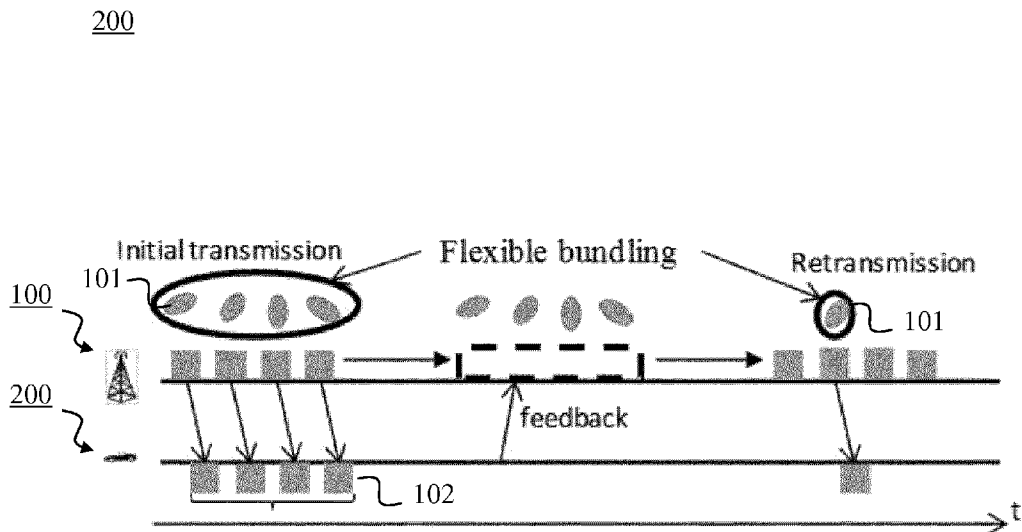 200
Initial transmission
Flexible bundling
Retransmission
101
101
100
200
feedback
102
t